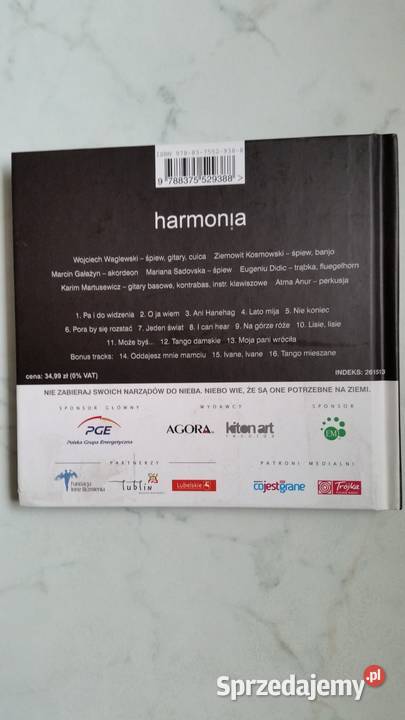 ISBN 978-83-7552-938-8
9 788375 529388 >
harmonia
Wojciech Waglewski – śpiew, gitary, cuica Ziemowit Kosmowski – śpiew, banjo
Marcin Gałażyn – akordeon Mariana Sadovska – śpiew Eugeniu Didic – trąbka, fluegelhorn
Karim Martusewicz – gitary basowe, kontrabas, instr. klawiszowe Atma Anur – perkusja
1. Pa i do widzenia 2. O ja wiem 3. Ani Hanehag 4. Lato mija 5. Nie koniec
6. Pora by się rozstać 7. Jeden świat 8. I can hear 9. Na górze róże 10. Lisie, lisie
11. Może byś... 12. Tango damskie 13. Moja pani wróciła
Bonus tracks: 14. Oddajesz mnie mamciu 15. Ivane, Ivane 16. Tango mieszane
cena: 34,99 zł (0% VAT) INDEKS: 261513
NIE ZABIERAJ SWOICH NARZĄDÓW DO NIEBA. NIEBO WIE, ŻE SĄ ONE POTRZEBNE NA ZIEMI.
SPONSOR GŁÓWNY WYDAWCY SPONSOR
PGE AGORA SA kiton art EMJ
Polska Grupa Energetyczna
PARTNERZY PATRONI MEDIALNI
Fundacja lublin Lubelskie cojestgrane Trójka
Sprzedajemy.pl